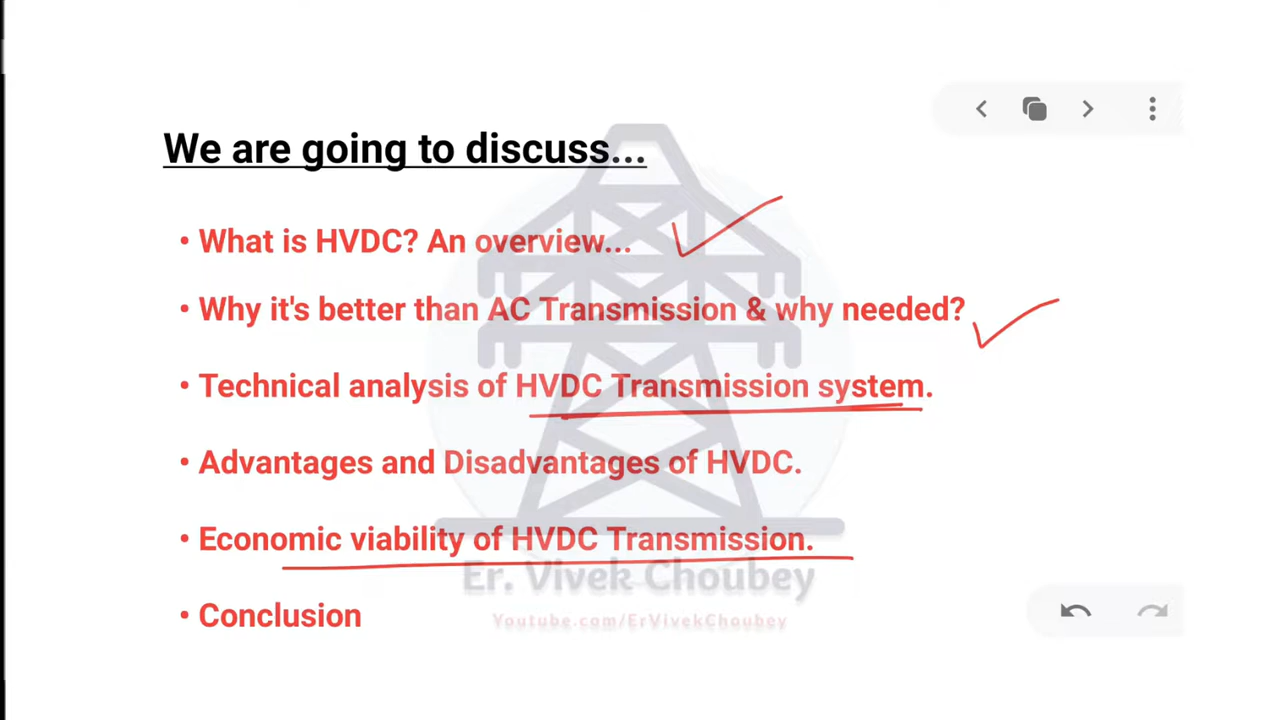 We are going to discuss...
• What is HVDC? An overview...
• Why it's better than AC Transmission & why needed?
• Technical analysis of HVDC Transmission system.
• Advantages and Disadvantages of HVDC.
• Economic viability of HVDC Transmission.
Er. Vivek Choubey
• Conclusion
Youtube.com/ErVivekChoubey